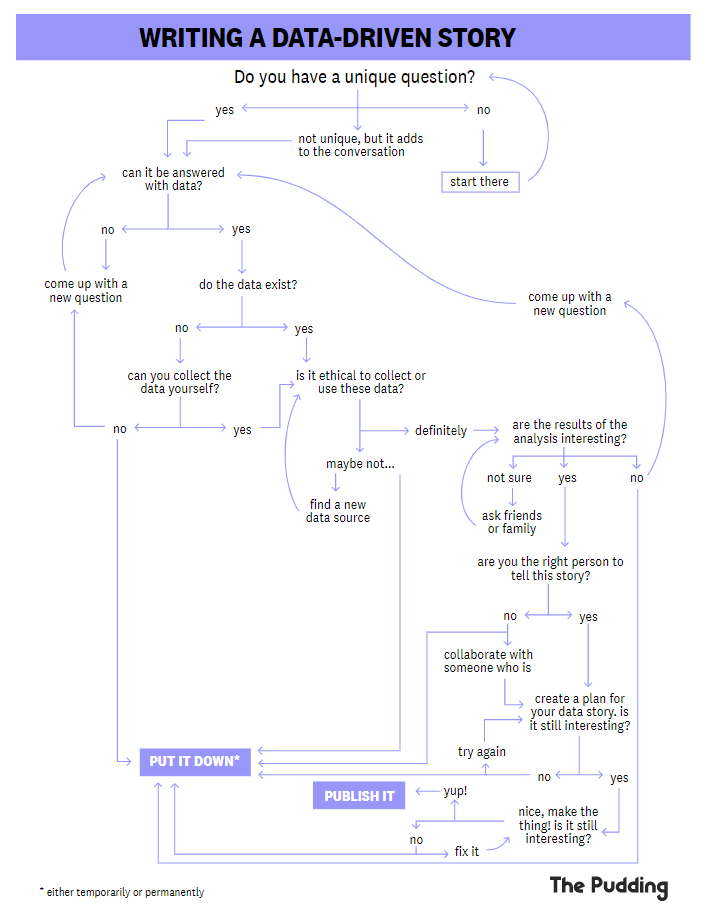 WRITING A DATA-DRIVEN STORY
Do you have a unique question?
yes
no
not unique, but it adds
to the conversation
can it be answered
with data?
start there
no
yes
come up with a
new question
do the data exist?
come up with a
new question
no
yes
can you collect the
data yourself?
is it ethical to collect or
use these data?
no
yes
definitely
are the results of the
analysis interesting?
maybe not...
not sure
yes
no
find a new
data source
ask friends
or family
are you the right person to
tell this story?
no
yes
collaborate with
someone who is
create a plan for
your data story. is
it still interesting?
try again
PUT IT DOWN*
no
yes
PUBLISH IT
yup!
nice, make the
thing! is it still
interesting?
no
fix it
* either temporarily or permanently
The Pudding